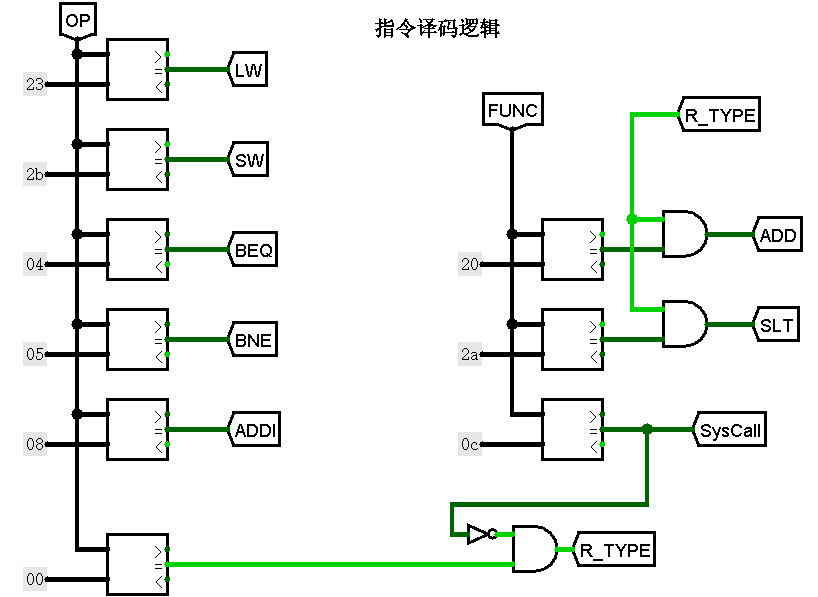 OP
指令译码逻辑
23
>
=
<
LW
FUNC
R_TYPE
2b
>
=
<
SW
04
>
=
<
BEQ
20
>
=
<
ADD
05
>
=
<
BNE
2a
>
=
<
SLT
08
>
=
<
ADDI
0c
>
=
<
SysCall
00
>
=
<
R_TYPE